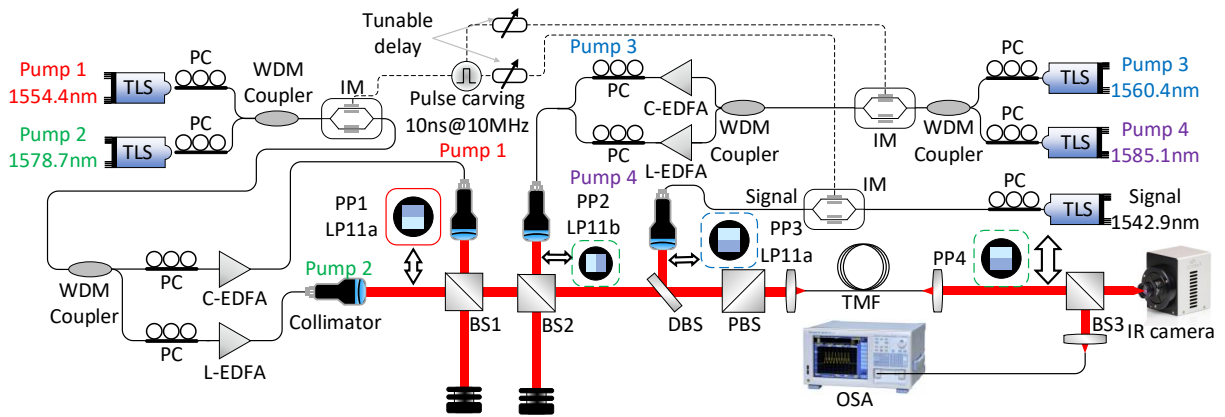 Tunable
delay
Pump 1
1554.4nm
TLS
PC
WDM
Coupler
IM
Pump 2
1578.7nm
TLS
PC
Pulse carving
10ns@10MHz
Pump 3
PC
C-EDFA
PC
L-EDFA
WDM
Coupler
IM
WDM
Coupler
PC
TLS
Pump 3
1560.4nm
PC
TLS
Pump 4
1585.1nm
Pump 1
Pump 4
PP1
LP11a
PP2
LP11b
Signal
IM
PC
TLS
Signal
1542.9nm
PP3
LP11a
WDM
Coupler
PC
C-EDFA
PC
L-EDFA
Pump 2
Collimator
BS1
BS2
DBS
PBS
TMF
PP4
BS3
IR camera
OSA